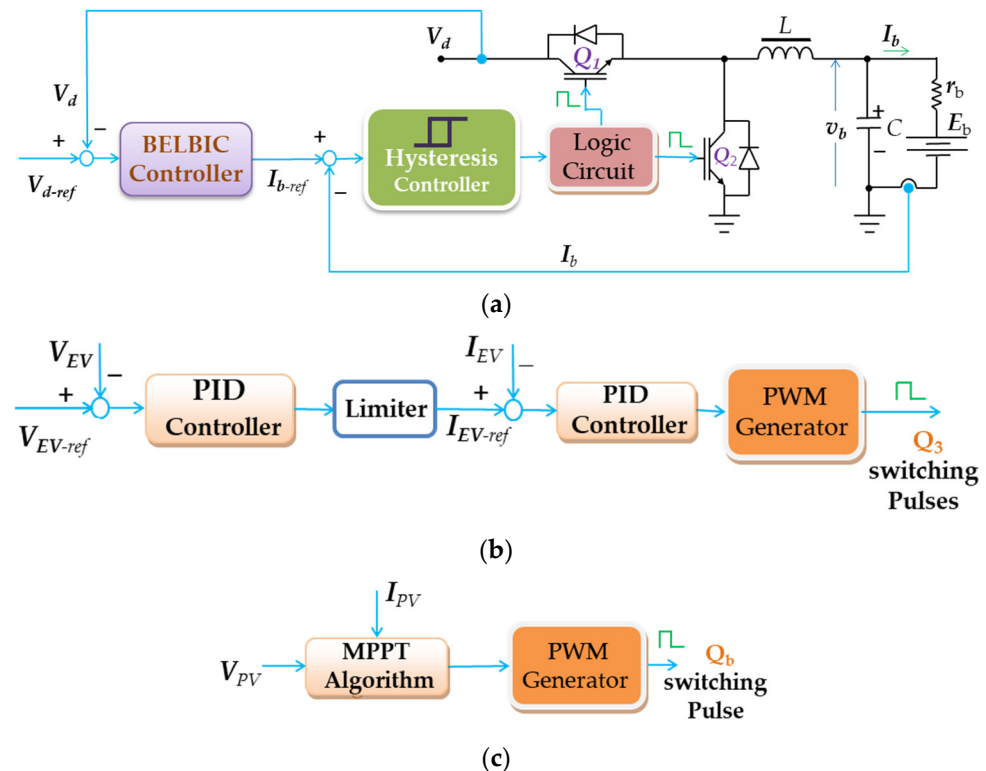 V_d
Q_1
L
I_b
V_d
+
−
BELBIC
Controller
V_d-ref
I_b-ref
+
−
Hysteresis
Controller
Logic
Circuit
Q_2
v_b
+
C
−
r_b
E_b
I_b
(a)
V_EV
−
+
V_EV-ref
PID
Controller
Limiter
I_EV
−
+
I_EV-ref
PID
Controller
PWM
Generator
Q_3
switching
Pulses
(b)
I_PV
V_PV
MPPT
Algorithm
PWM
Generator
Q_b
switching
Pulse
(c)